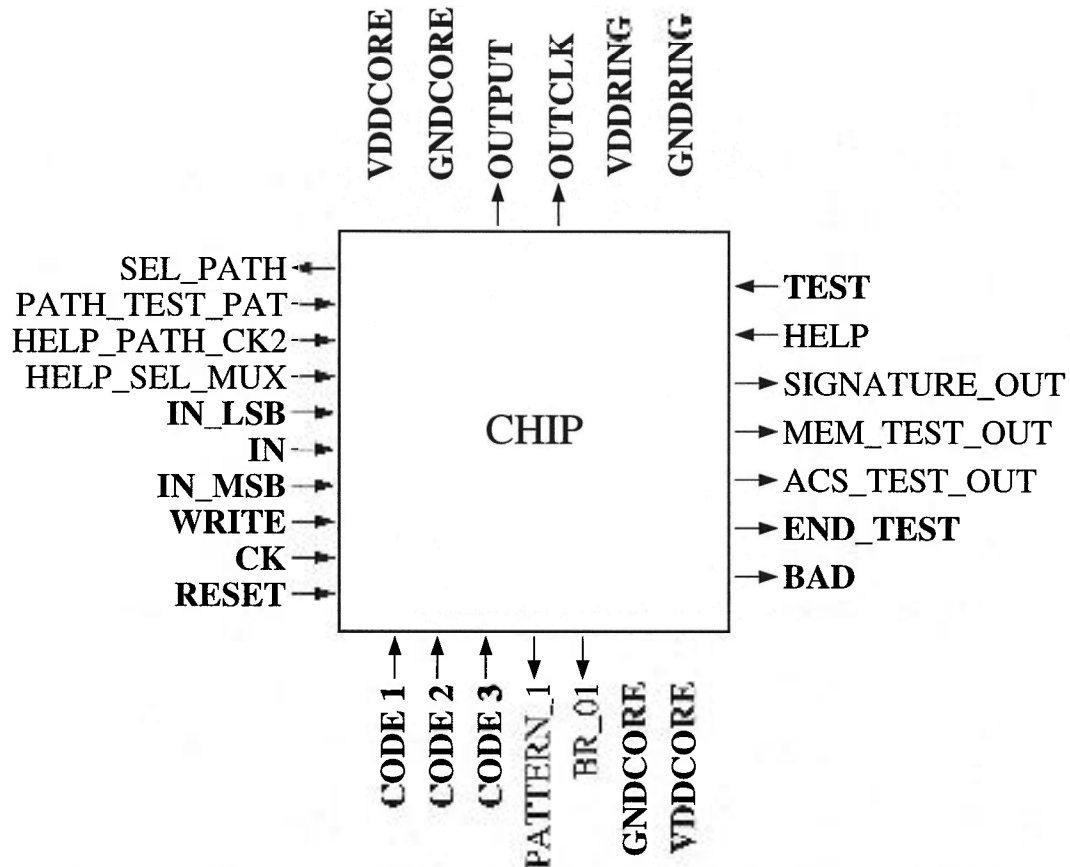 VDDCORE
GNDCORE
OUTPUT
OUTCLK
VDDRING
GNDRING
SEL_PATH
PATH_TEST_PAT
HELP_PATH_CK2
HELP_SEL_MUX
IN_LSB
IN
IN_MSB
WRITE
CK
RESET
CHIP
TEST
HELP
SIGNATURE_OUT
MEM_TEST_OUT
ACS_TEST_OUT
END_TEST
BAD
CODE 1
CODE 2
CODE 3
PATTERN_1
BR_01
GNDCORE
VDDCORE